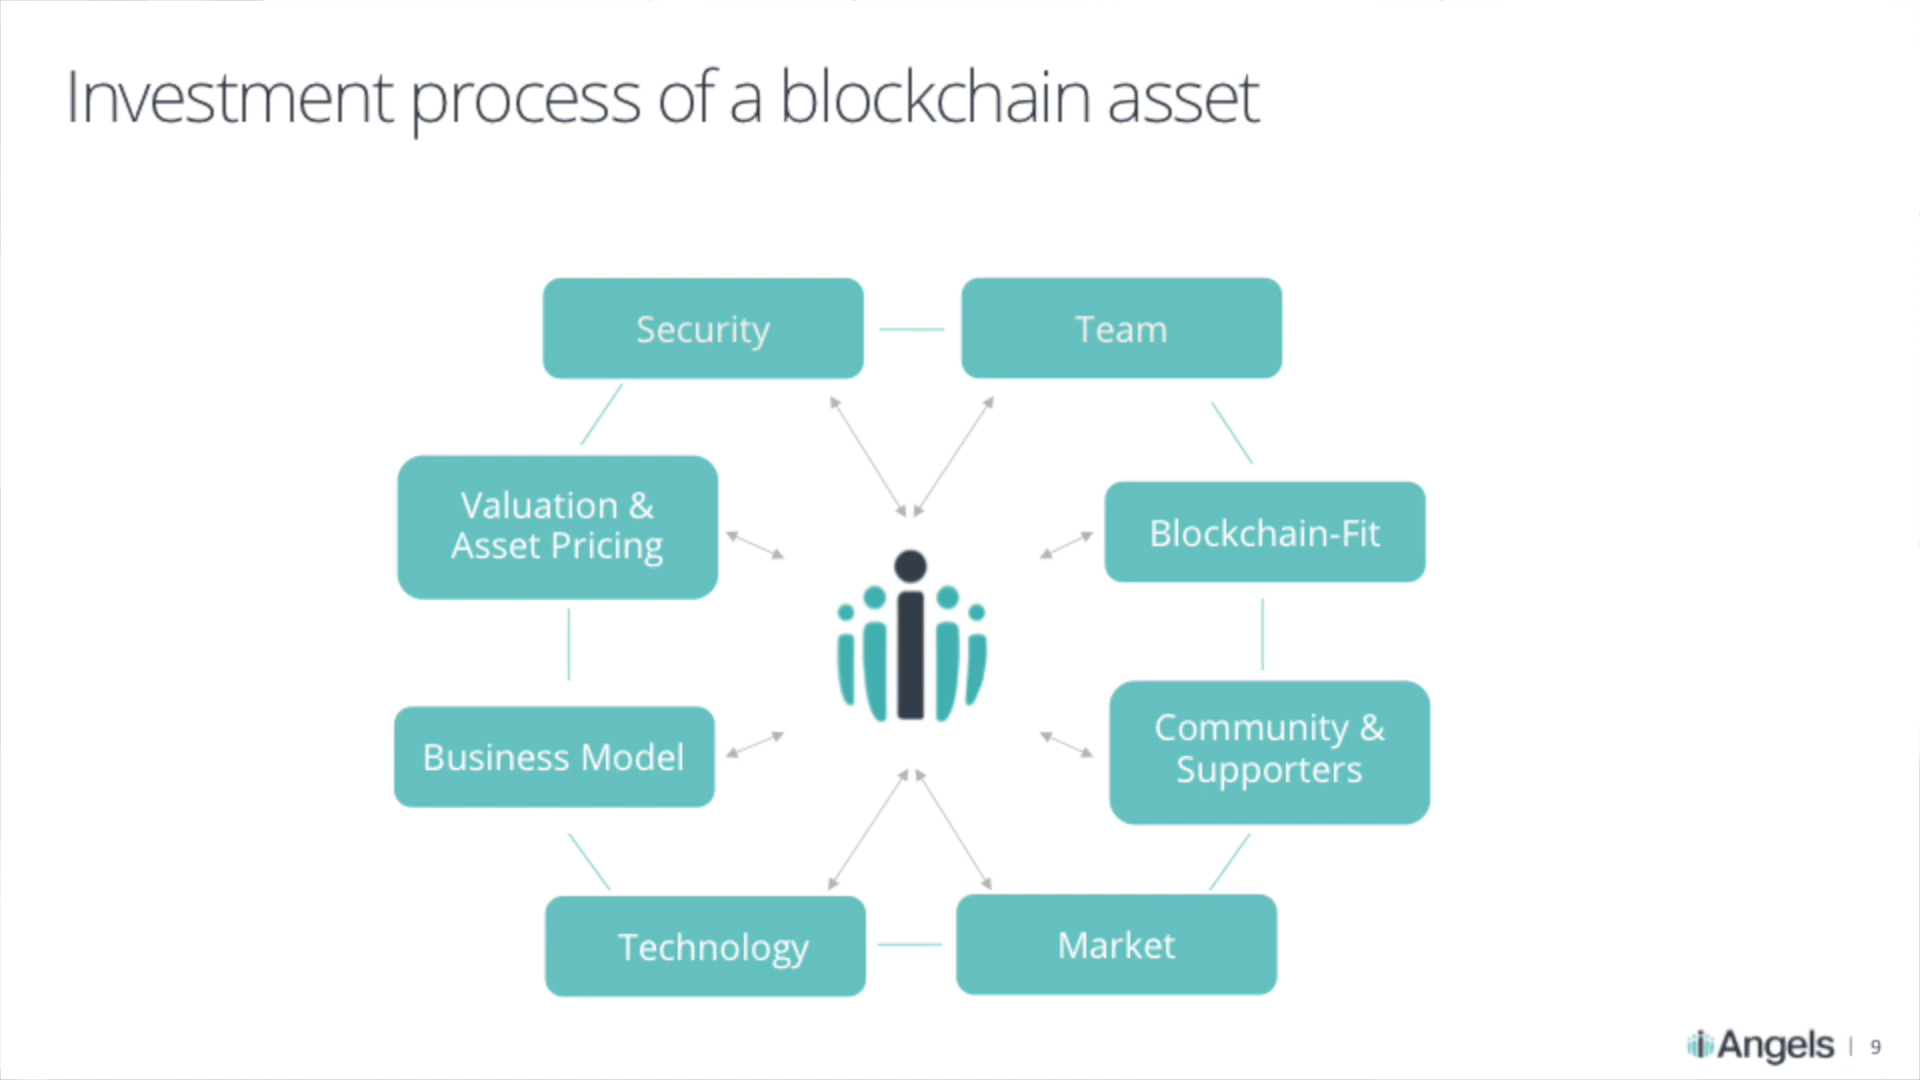 Investment process of a blockchain asset
Security
Team
Valuation &
Asset Pricing
Blockchain-Fit
Business Model
Community &
Supporters
Technology
Market
iAngels | 9